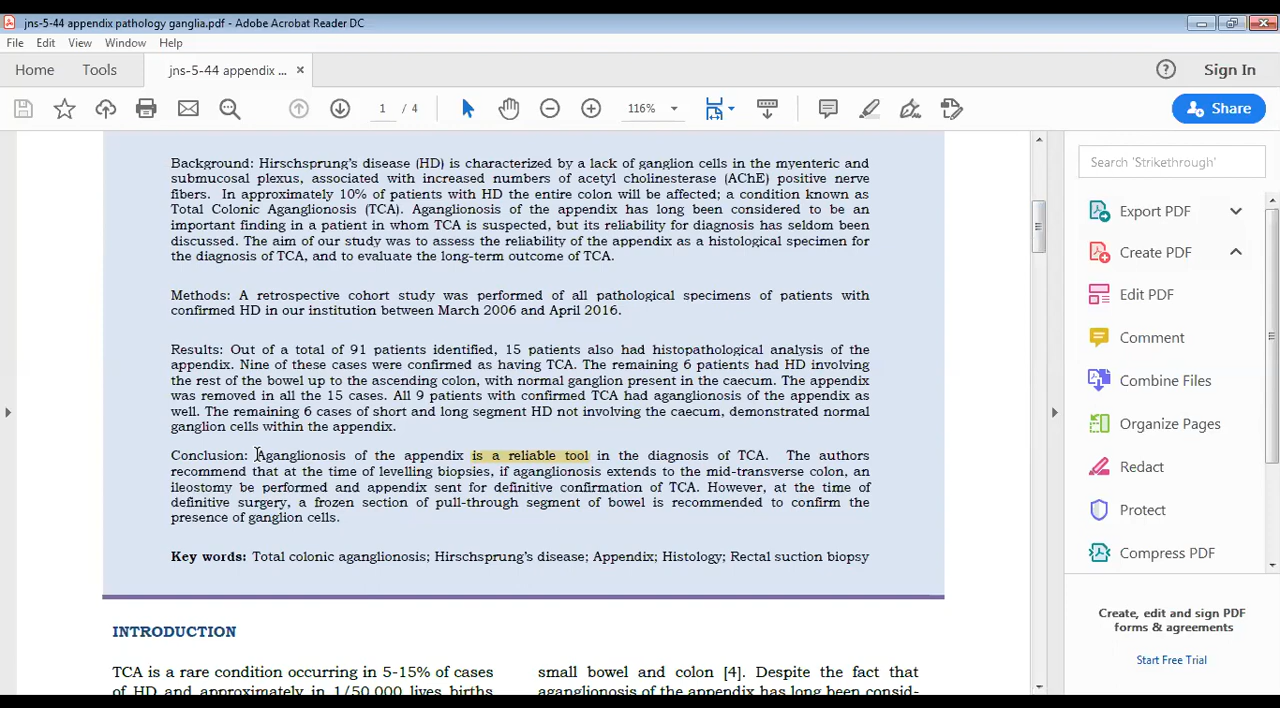 jns-5-44 appendix pathology ganglia.pdf - Adobe Acrobat Reader DC
File Edit View Window Help
Home Tools jns-5-44 appendix ... × Sign In
1 / 4 116% Share
Background: Hirschsprung's disease (HD) is characterized by a lack of ganglion cells in the myenteric and
submucosal plexus, associated with increased numbers of acetyl cholinesterase (AChE) positive nerve
fibers. In approximately 10% of patients with HD the entire colon will be affected; a condition known as
Total Colonic Aganglionosis (TCA). Aganglionosis of the appendix has long been considered to be an
important finding in a patient in whom TCA is suspected, but its reliability for diagnosis has seldom been
discussed. The aim of our study was to assess the reliability of the appendix as a histological specimen for
the diagnosis of TCA, and to evaluate the long-term outcome of TCA.
Methods: A retrospective cohort study was performed of all pathological specimens of patients with
confirmed HD in our institution between March 2006 and April 2016.
Results: Out of a total of 91 patients identified, 15 patients also had histopathological analysis of the
appendix. Nine of these cases were confirmed as having TCA. The remaining 6 patients had HD involving
the rest of the bowel up to the ascending colon, with normal ganglion present in the caecum. The appendix
was removed in all the 15 cases. All 9 patients with confirmed TCA had aganglionosis of the appendix as
well. The remaining 6 cases of short and long segment HD not involving the caecum, demonstrated normal
ganglion cells within the appendix.
Conclusion: Aganglionosis of the appendix is a reliable tool in the diagnosis of TCA. The authors
recommend that at the time of levelling biopsies, if aganglionosis extends to the mid-transverse colon, an
ileostomy be performed and appendix sent for definitive confirmation of TCA. However, at the time of
definitive surgery, a frozen section of pull-through segment of bowel is recommended to confirm the
presence of ganglion cells.
Key words: Total colonic aganglionosis; Hirschsprung's disease; Appendix; Histology; Rectal suction biopsy
INTRODUCTION
TCA is a rare condition occurring in 5-15% of cases
of HD and approximately in 1/50,000 lives births
small bowel and colon [4]. Despite the fact that
aganglionosis of the appendix has long been consid-
Search 'Strikethrough'
Export PDF
Create PDF
Edit PDF
Comment
Combine Files
Organize Pages
Redact
Protect
Compress PDF
Create, edit and sign PDF
forms & agreements
Start Free Trial